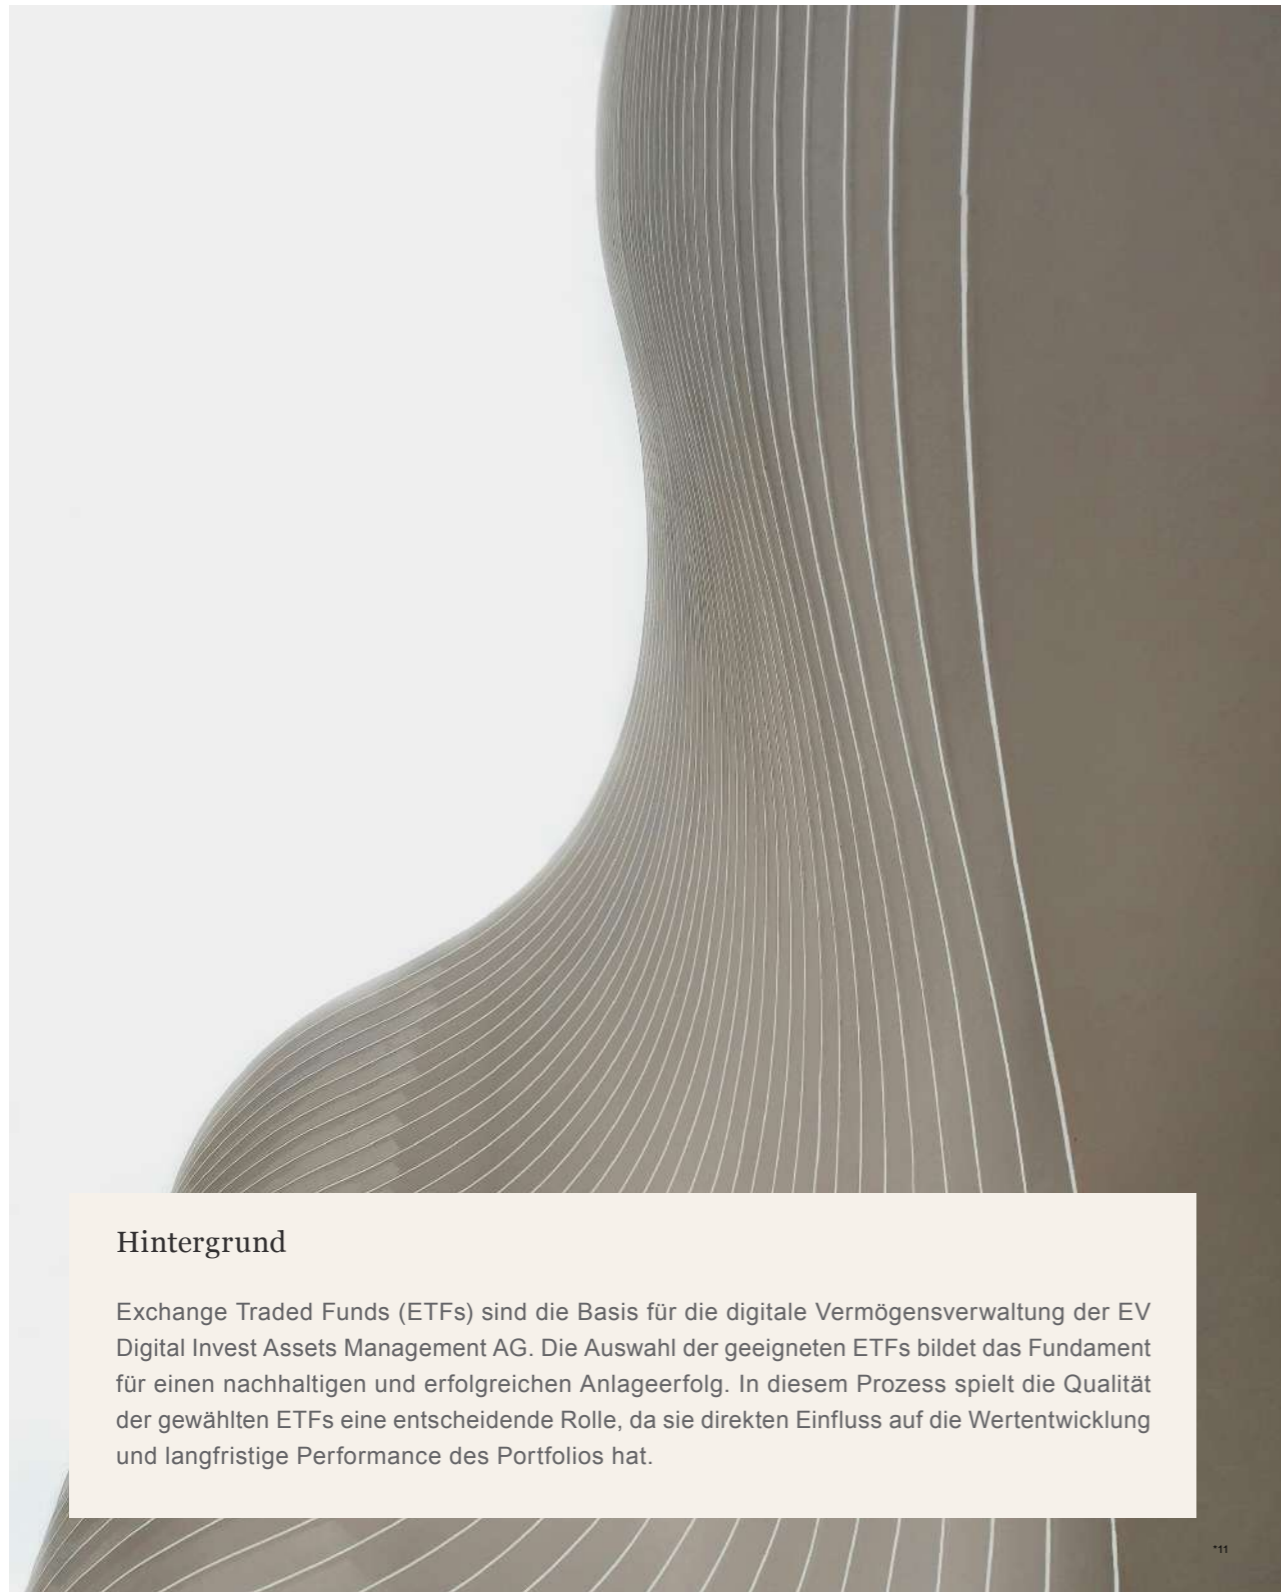 Hintergrund
Exchange Traded Funds (ETFs) sind die Basis für die digitale Vermögensverwaltung der EV
Digital Invest Assets Management AG. Die Auswahl der geeigneten ETFs bildet das Fundament
für einen nachhaltigen und erfolgreichen Anlageerfolg. In diesem Prozess spielt die Qualität
der gewählten ETFs eine entscheidende Rolle, da sie direkten Einfluss auf die Wertentwicklung
und langfristige Performance des Portfolios hat.
*11